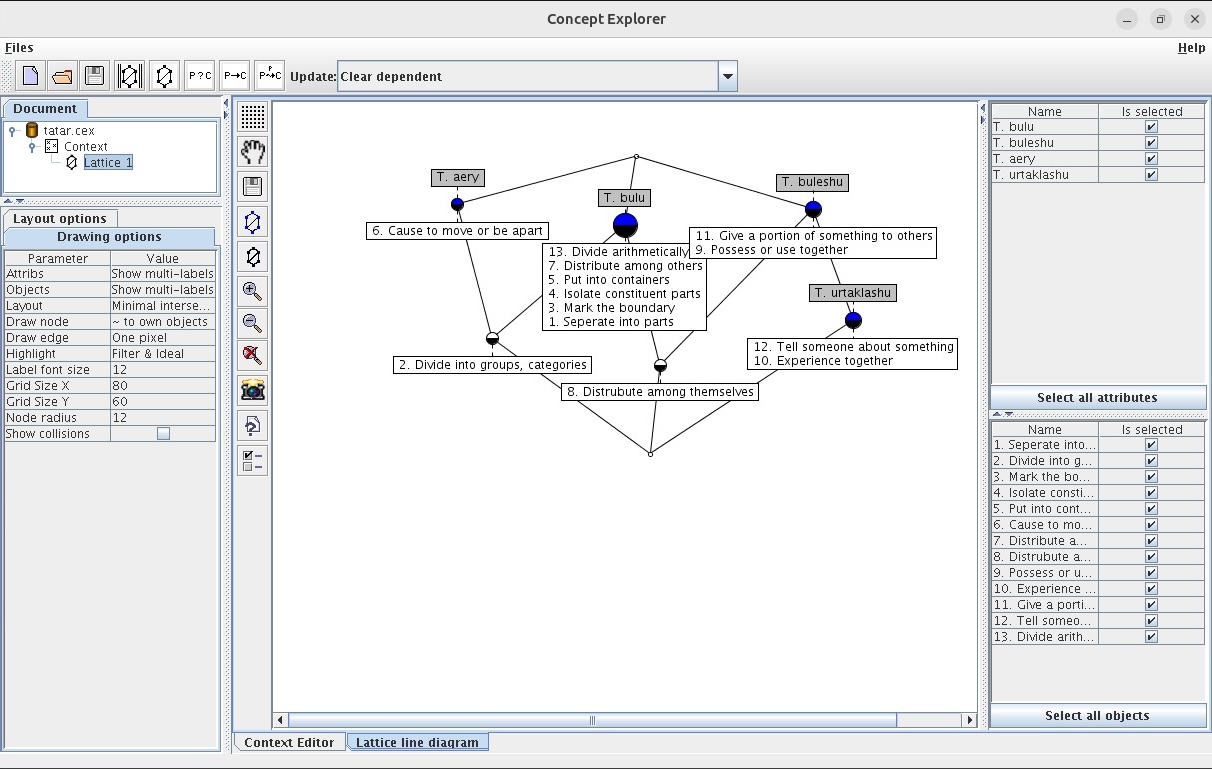 Concept Explorer
Files
Help
P?C
P→C
P↛C
Update:
Clear dependent
Document
tatar.cex
Context
Lattice 1
Layout options
Drawing options
Parameter Value
Attribs Show multi-labels
Objects Show multi-labels
Layout Minimal interse...
Draw node ~ to own objects
Draw edge One pixel
Highlight Filter & Ideal
Label font size 12
Grid Size X 80
Grid Size Y 60
Node radius 12
Show collisions
T. aery
6. Cause to move or be apart
T. bulu
13. Divide arithmetically
7. Distribute among others
5. Put into containers
4. Isolate constituent parts
3. Mark the boundary
1. Seperate into parts
T. buleshu
11. Give a portion of something to others
9. Possess or use together
T. urtaklashu
12. Tell someone about something
10. Experience together
2. Divide into groups, categories
8. Distrubute among themselves
Context Editor
Lattice line diagram
Name Is selected
T. bulu
T. buleshu
T. aery
T. urtaklashu
Select all attributes
Name Is selected
1. Seperate into...
2. Divide into g...
3. Mark the bo...
4. Isolate consti...
5. Put into cont...
6. Cause to mo...
7. Distribute a...
8. Distrubute a...
9. Possess or u...
10. Experience ...
11. Give a porti...
12. Tell someo...
13. Divide arith...
Select all objects